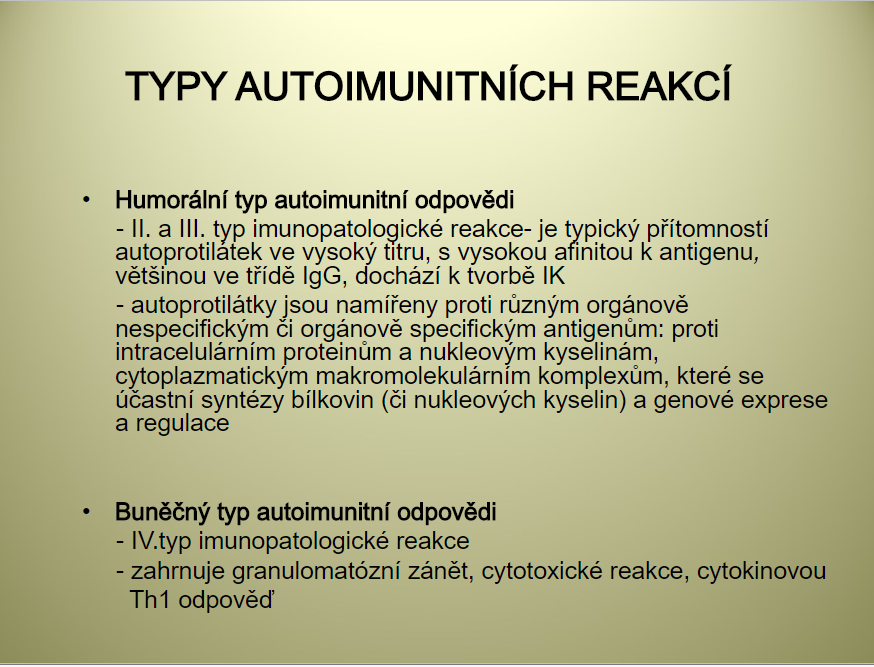 TYPY AUTOIMUNITNÍCH REAKCÍ
• Humorální typ autoimunitní odpovědi
- II. a III. typ imunopatologické reakce- je typický přítomností
autoprotilátek ve vysoký titru, s vysokou afinitou k antigenu,
většinou ve třídě IgG, dochází k tvorbě IK
- autoprotilátky jsou namířeny proti různým orgánově
nespecifickým či orgánově specifickým antigenům: proti
intracelulárním proteinům a nukleovým kyselinám,
cytoplazmatickým makromolekulárním komplexům, které se
účastní syntézy bílkovin (či nukleových kyselin) a genové exprese
a regulace
• Buněčný typ autoimunitní odpovědi
- IV.typ imunopatologické reakce
- zahrnuje granulomatózní zánět, cytotoxické reakce, cytokinovou
Th1 odpověď